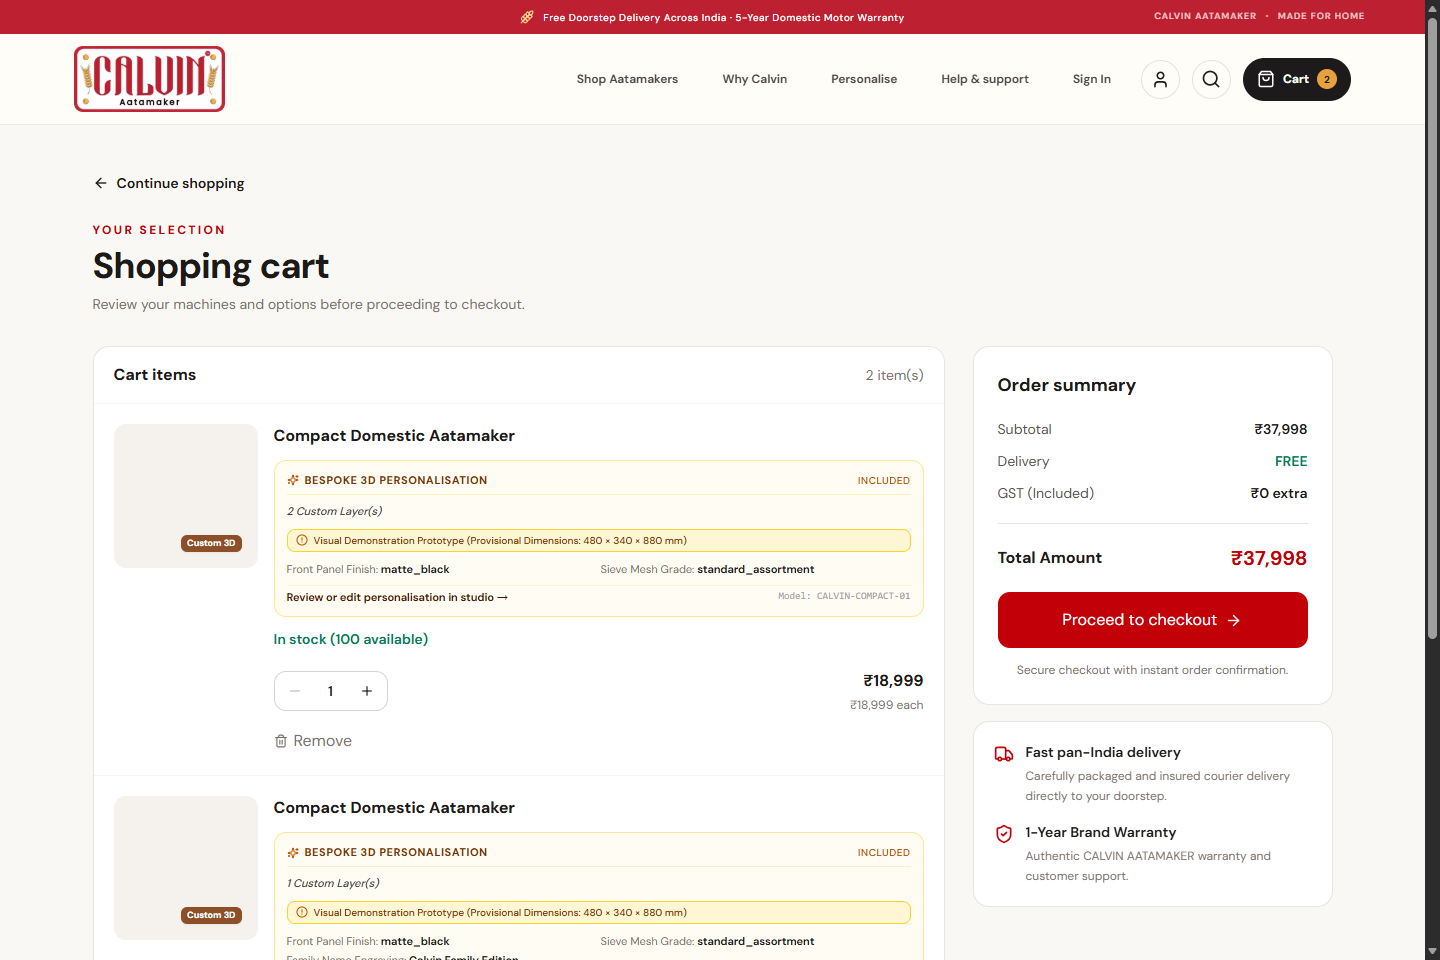 Free Doorstep Delivery Across India · 5-Year Domestic Motor Warranty
CALVIN AATAMAKER • MADE FOR HOME
CALVIN
Aatamaker
Shop Aatamakers
Why Calvin
Personalise
Help & support
Sign In
Cart 2
Continue shopping
YOUR SELECTION
Shopping cart
Review your machines and options before proceeding to checkout.
Cart items
2 item(s)
Custom 3D
Compact Domestic Aatamaker
BESPOKE 3D PERSONALISATION
INCLUDED
2 Custom Layer(s)
Visual Demonstration Prototype (Provisional Dimensions: 480 × 340 × 880 mm)
Front Panel Finish: matte_black
Sieve Mesh Grade: standard_assortment
Review or edit personalisation in studio →
Model: CALVIN-COMPACT-01
In stock (100 available)
− 1 +
₹18,999
₹18,999 each
Remove
Custom 3D
Compact Domestic Aatamaker
BESPOKE 3D PERSONALISATION
INCLUDED
1 Custom Layer(s)
Visual Demonstration Prototype (Provisional Dimensions: 480 × 340 × 880 mm)
Front Panel Finish: matte_black
Sieve Mesh Grade: standard_assortment
Family Name Engraving: Calvin Family Edition
Order summary
Subtotal ₹37,998
Delivery FREE
GST (Included) ₹0 extra
Total Amount ₹37,998
Proceed to checkout →
Secure checkout with instant order confirmation.
Fast pan-India delivery
Carefully packaged and insured courier delivery
directly to your doorstep.
1-Year Brand Warranty
Authentic CALVIN AATAMAKER warranty and
customer support.